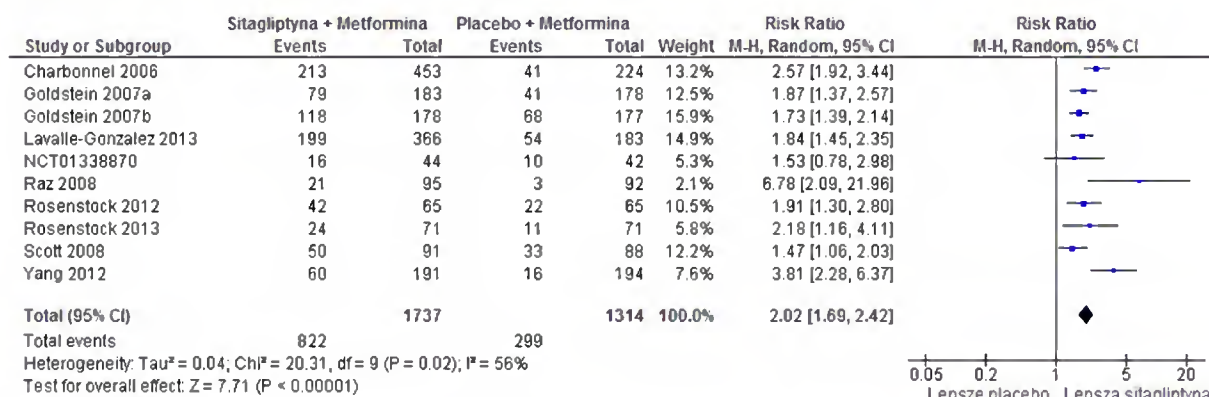 Sitagliptyna + Metformina Placebo + Metformina Risk Ratio Risk Ratio
Study or Subgroup Events Total Events Total Weight M-H, Random, 95% CI M-H, Random, 95% CI
Charbonnel 2006 213 453 41 224 13.2% 2.57 [1.92, 3.44]
Goldstein 2007a 79 183 41 178 12.5% 1.87 [1.37, 2.57]
Goldstein 2007b 118 178 68 177 15.9% 1.73 [1.39, 2.14]
Lavalle-Gonzalez 2013 199 366 54 183 14.9% 1.84 [1.45, 2.35]
NCT01338870 16 44 10 42 5.3% 1.53 [0.78, 2.98]
Raz 2008 21 95 3 92 2.1% 6.78 [2.09, 21.96]
Rosenstock 2012 42 65 22 65 10.5% 1.91 [1.30, 2.80]
Rosenstock 2013 24 71 11 71 5.8% 2.18 [1.16, 4.11]
Scott 2008 50 91 33 88 12.2% 1.47 [1.06, 2.03]
Yang 2012 60 191 16 194 7.6% 3.81 [2.28, 6.37]
Total (95% CI) 1737 1314 100.0% 2.02 [1.69, 2.42]
Total events 822 299
Heterogeneity: Tau² = 0.04; Chi² = 20.31, df = 9 (P = 0.02); I² = 56%
Test for overall effect: Z = 7.71 (P < 0.00001)
0.05 0.2 1 5 20
Lepsze placebo Lepsza sitagliptyna